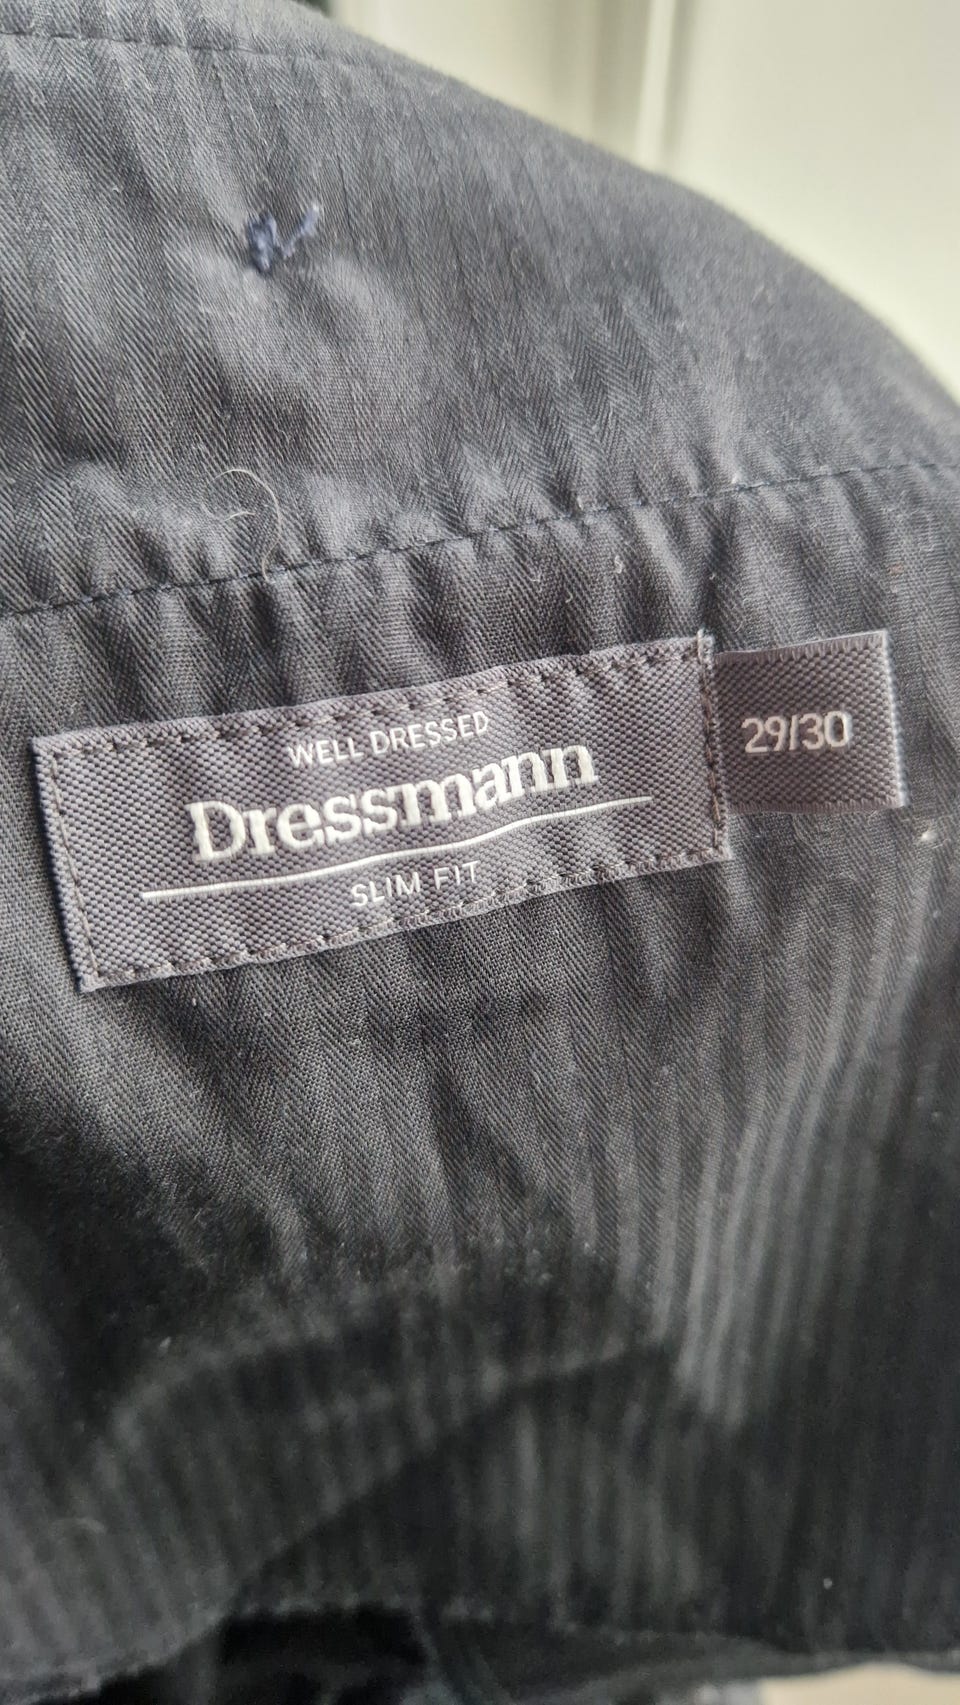 WELL DRESSED
Dressmann
SLIM FIT
29/30